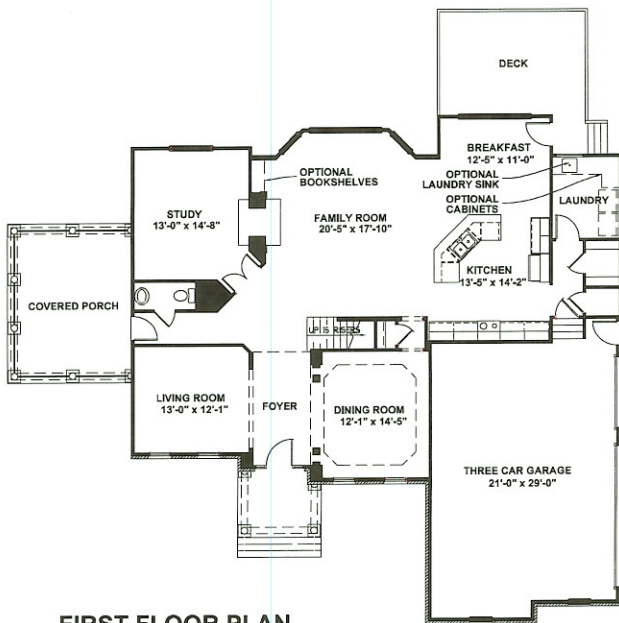 DECK
BREAKFAST
12'-5" x 11'-0"
OPTIONAL
LAUNDRY SINK
OPTIONAL
CABINETS
LAUNDRY
OPTIONAL
BOOKSHELVES
STUDY
13'-0" x 14'-8"
FAMILY ROOM
20'-5" x 17'-10"
KITCHEN
13'-5" x 14'-2"
COVERED PORCH
UP 15 RISERS
LIVING ROOM
13'-0" x 12'-1"
FOYER
DINING ROOM
12'-1" x 14'-5"
THREE CAR GARAGE
21'-0" x 29'-0"
FIRST FLOOR PLAN